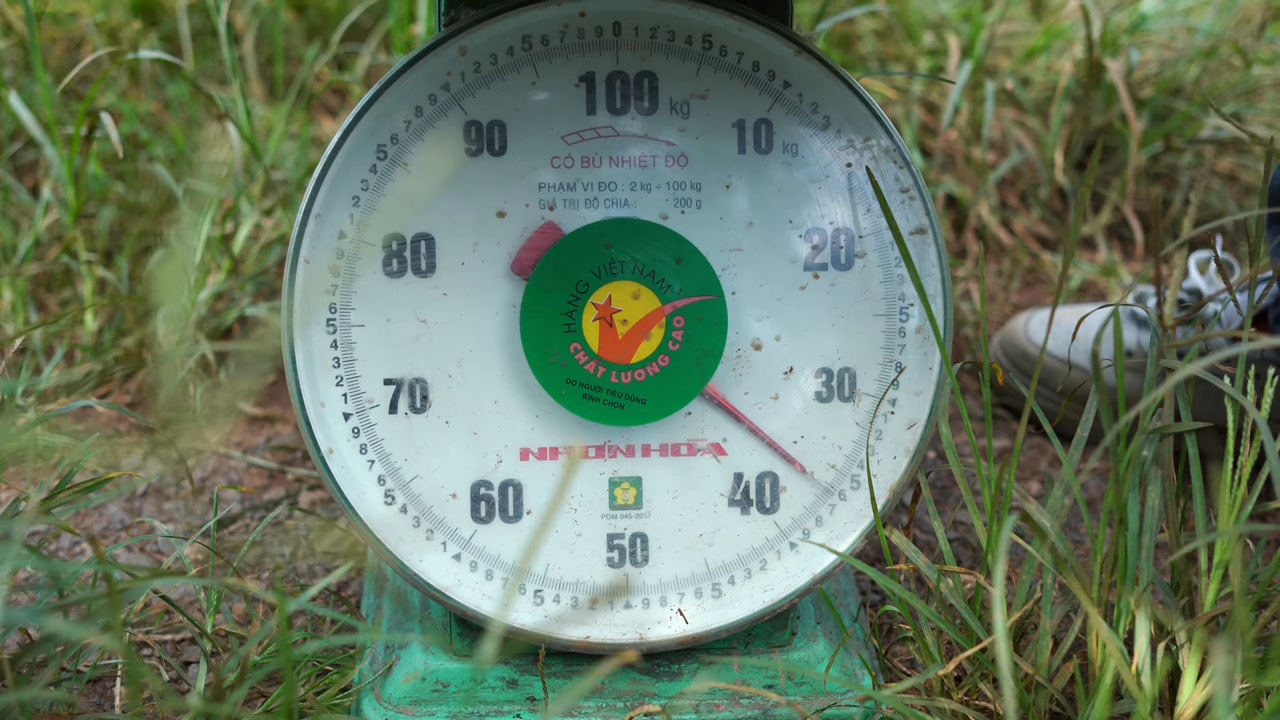 100 kg
90
10 kg
CÓ BÙ NHIỆT ĐỘ
PHẠM VI ĐO : 2 kg ÷ 100 kg
GIÁ TRỊ ĐỘ CHIA : 200 g
80
20
HÀNG VIỆT NAM
CHẤT LƯỢNG CAO
DO NGƯỜI TIÊU DÙNG
BÌNH CHỌN
70
30
NHƠN HOÀ
60
40
PDM 045-2012
50